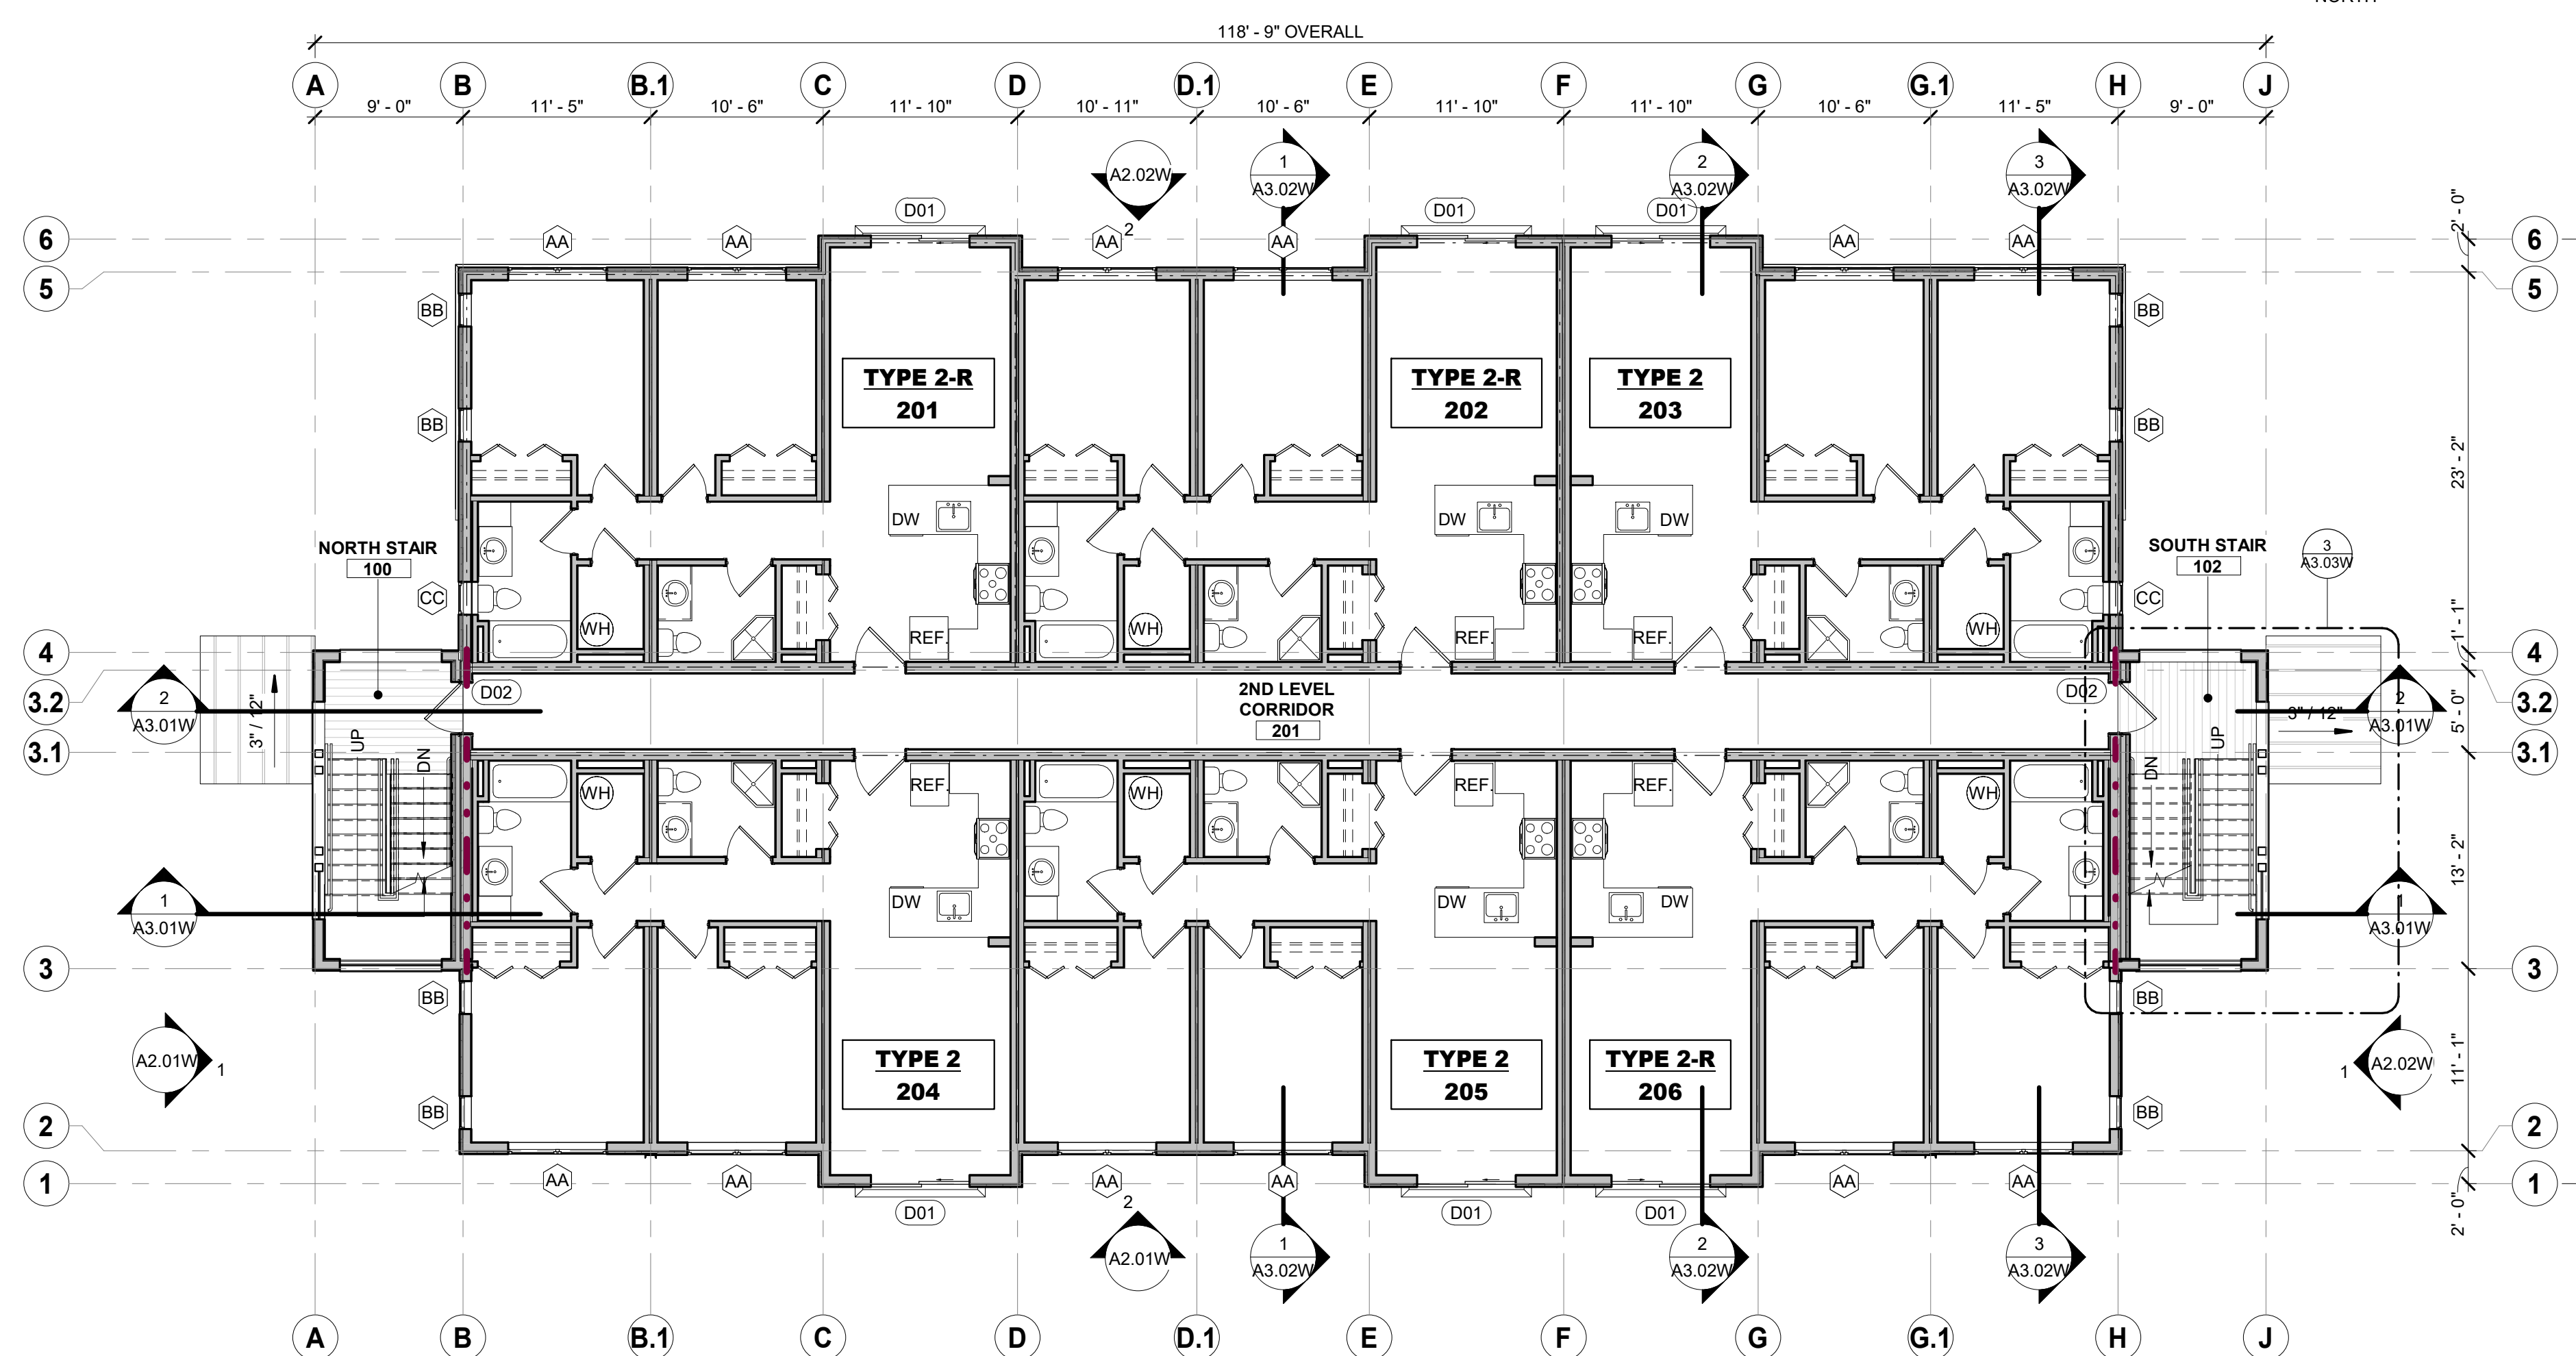 NORTH
118' - 9" OVERALL
A B B.1 C D D.1 E F G G.1 H J
9' - 0" 11' - 5" 10' - 6" 11' - 10" 10' - 11" 10' - 6" 11' - 10" 11' - 10" 10' - 6" 11' - 5" 9' - 0"
A2.02W
2
1
A3.02W
2
A3.02W
3
A3.02W
D01 D01 D01
2' - 0"
6 AA AA AA AA AA AA 6
5 5
BB BB
TYPE 2-R
201
TYPE 2-R
202
TYPE 2
203
BB BB
23' - 2"
DW DW DW
NORTH STAIR
100
SOUTH STAIR
102
3
A3.03W
CC CC
WH REF. WH REF. REF. WH
1' - 1"
4 4
3.2 3.2
2
A3.01W
3" / 12"
D02
2ND LEVEL
CORRIDOR
201
D02
3" / 12"
2
A3.01W
5' - 0"
UP UP
3.1 3.1
DN DN
WH REF. WH REF. REF. WH
13' - 2"
1
A3.01W
DW DW DW
1
A3.01W
3 3
BB BB
A2.01W
1
TYPE 2
204
TYPE 2
205
TYPE 2-R
206
1
A2.02W
11' - 1"
BB BB
2 2
1 AA AA AA AA AA AA 1
2' - 0"
D01 D01 D01
2
A2.01W
1
A3.02W
2
A3.02W
3
A3.02W
A B B.1 C D D.1 E F G G.1 H J